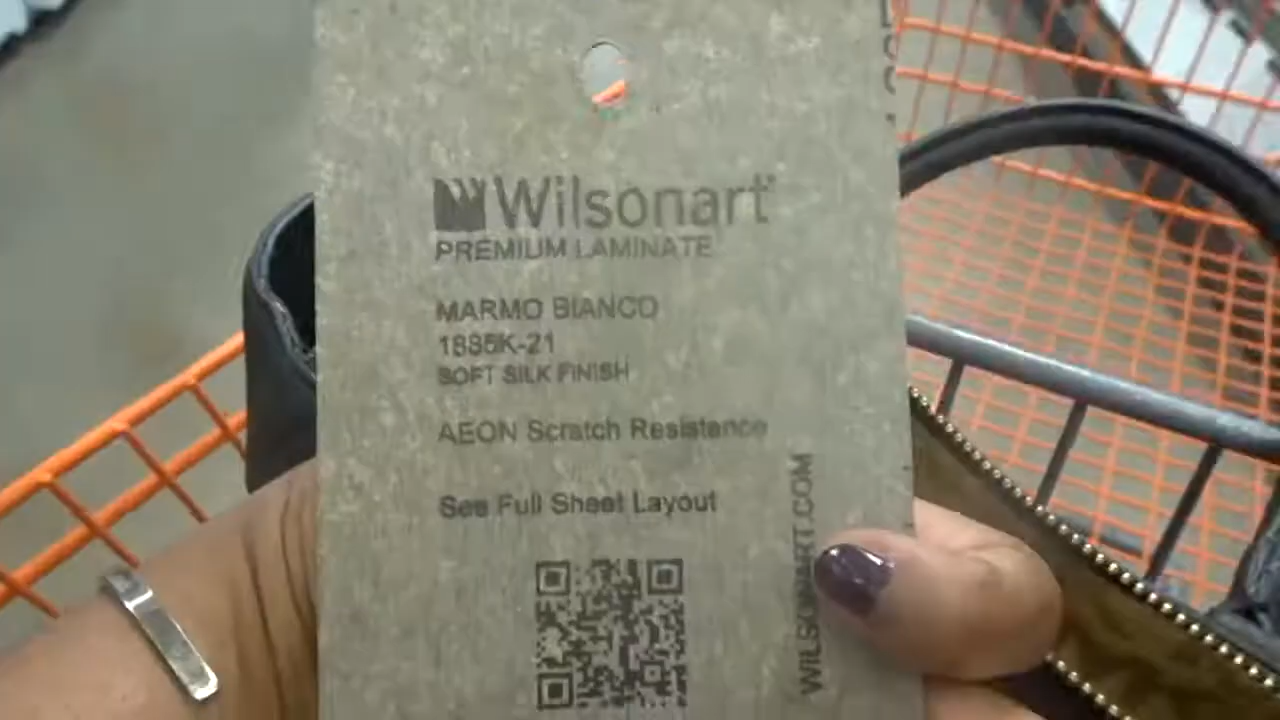 Wilsonart
PREMIUM LAMINATE
MARMO BIANCO
1885K-21
SOFT SILK FINISH
AEON Scratch Resistance
See Full Sheet Layout
WILSONART.COM